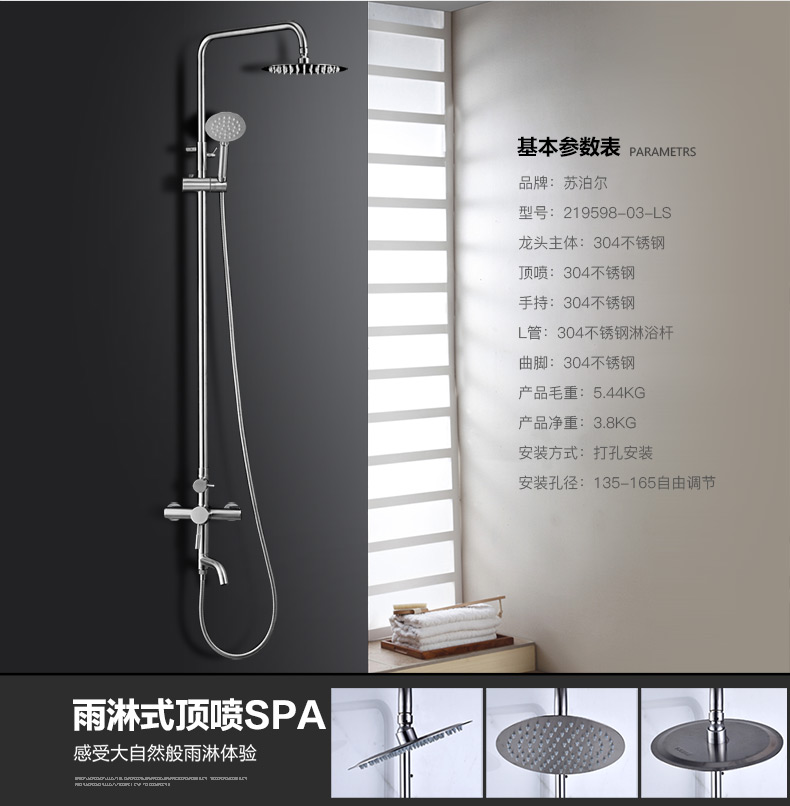 基本参数表 PARAMETRS
品牌：苏泊尔
型号：219598-03-LS
龙头主体：304不锈钢
顶喷：304不锈钢
手持：304不锈钢
L管：304不锈钢淋浴杆
曲脚：304不锈钢
产品毛重：5.44KG
产品净重：3.8KG
安装方式：打孔安装
安装孔径：135-165自由调节
雨淋式顶喷SPA
感受大自然般雨淋体验